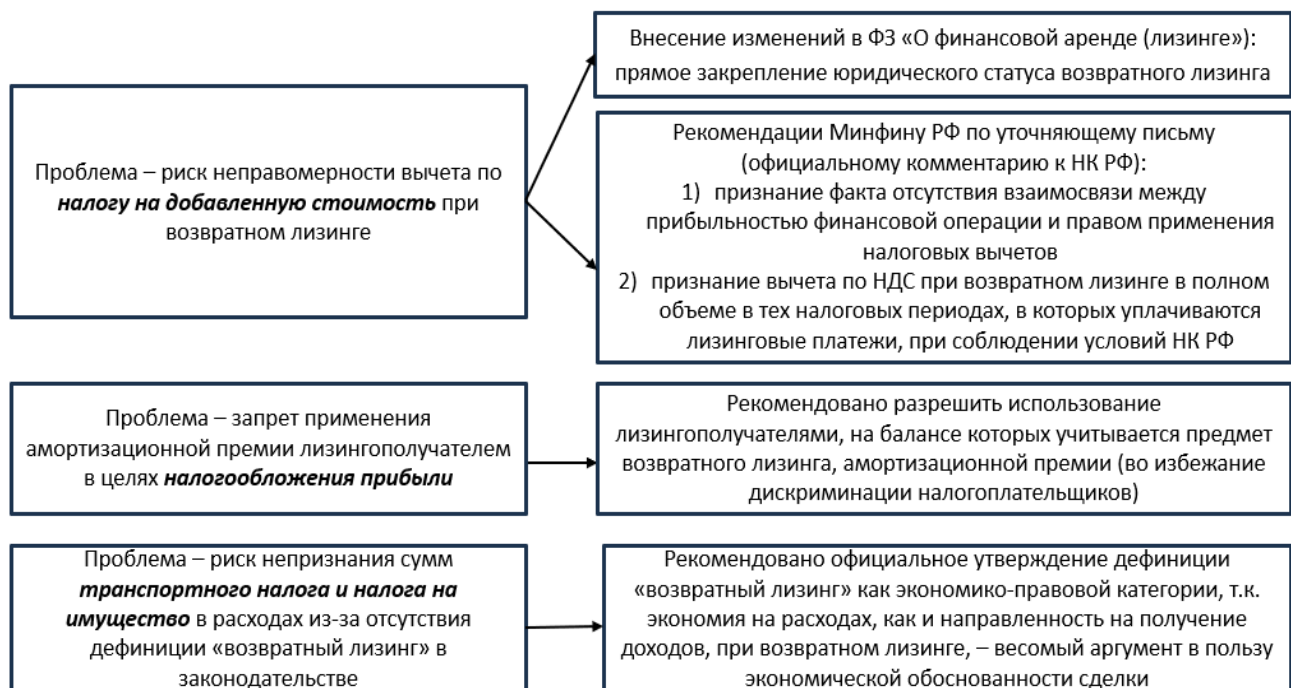 Проблема – риск неправомерности вычета по
налогу на добавленную стоимость при
возвратном лизинге
Внесение изменений в ФЗ «О финансовой аренде (лизинге»):
прямое закрепление юридического статуса возвратного лизинга
Рекомендации Минфину РФ по уточняющему письму
(официальному комментарию к НК РФ):
1) признание факта отсутствия взаимосвязи между
прибыльностью финансовой операции и правом применения
налоговых вычетов
2) признание вычета по НДС при возвратном лизинге в полном
объеме в тех налоговых периодах, в которых уплачиваются
лизинговые платежи, при соблюдении условий НК РФ
Проблема – запрет применения
амортизационной премии лизингополучателем
в целях налогообложения прибыли
Рекомендовано разрешить использование
лизингополучателями, на балансе которых учитывается предмет
возвратного лизинга, амортизационной премии (во избежание
дискриминации налогоплательщиков)
Проблема – риск непризнания сумм
транспортного налога и налога на
имущество в расходах из-за отсутствия
дефиниции «возвратный лизинг» в
законодательстве
Рекомендовано официальное утверждение дефиниции
«возвратный лизинг» как экономико-правовой категории, т.к.
экономия на расходах, как и направленность на получение
доходов, при возвратном лизинге, – весомый аргумент в пользу
экономической обоснованности сделки